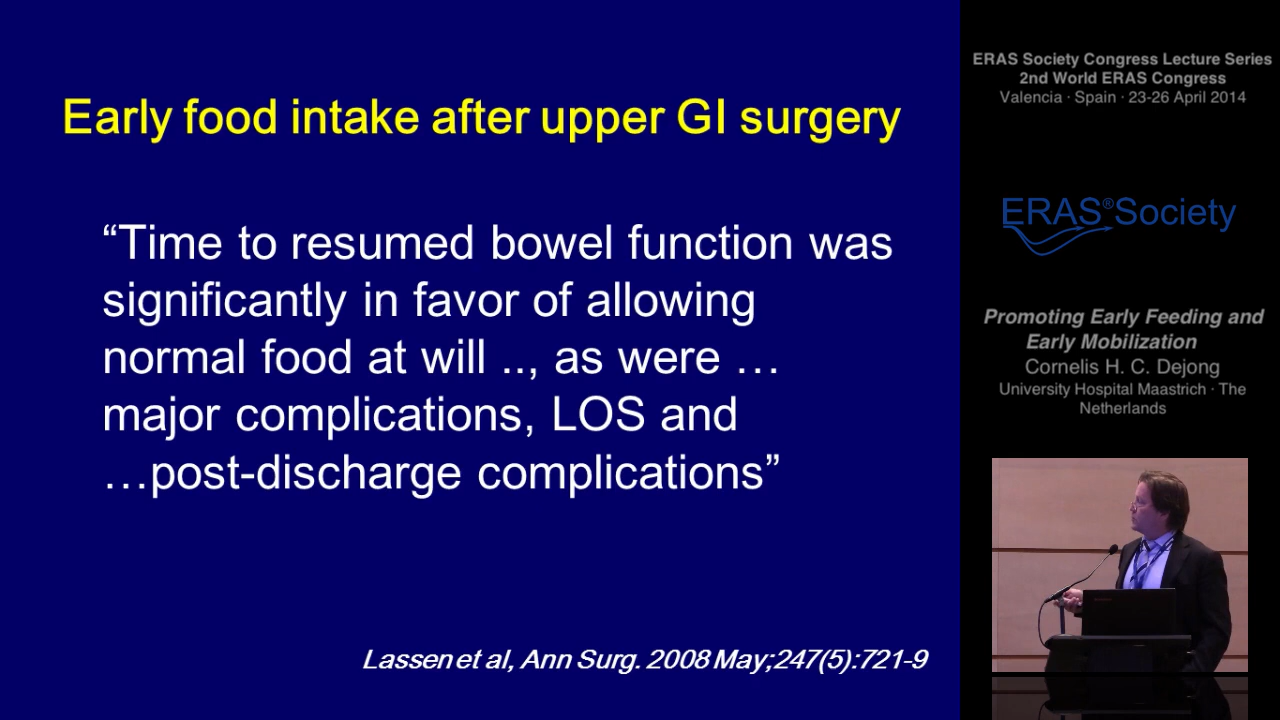 Early food intake after upper GI surgery
“Time to resumed bowel function was
significantly in favor of allowing
normal food at will .., as were …
major complications, LOS and
…post-discharge complications”
Lassen et al, Ann Surg. 2008 May;247(5):721-9
ERAS Society Congress Lecture Series
2nd World ERAS Congress
Valencia · Spain · 23-26 April 2014
ERAS®Society
Promoting Early Feeding and
Early Mobilization
Cornelis H. C. Dejong
University Hospital Maastrich · The
Netherlands